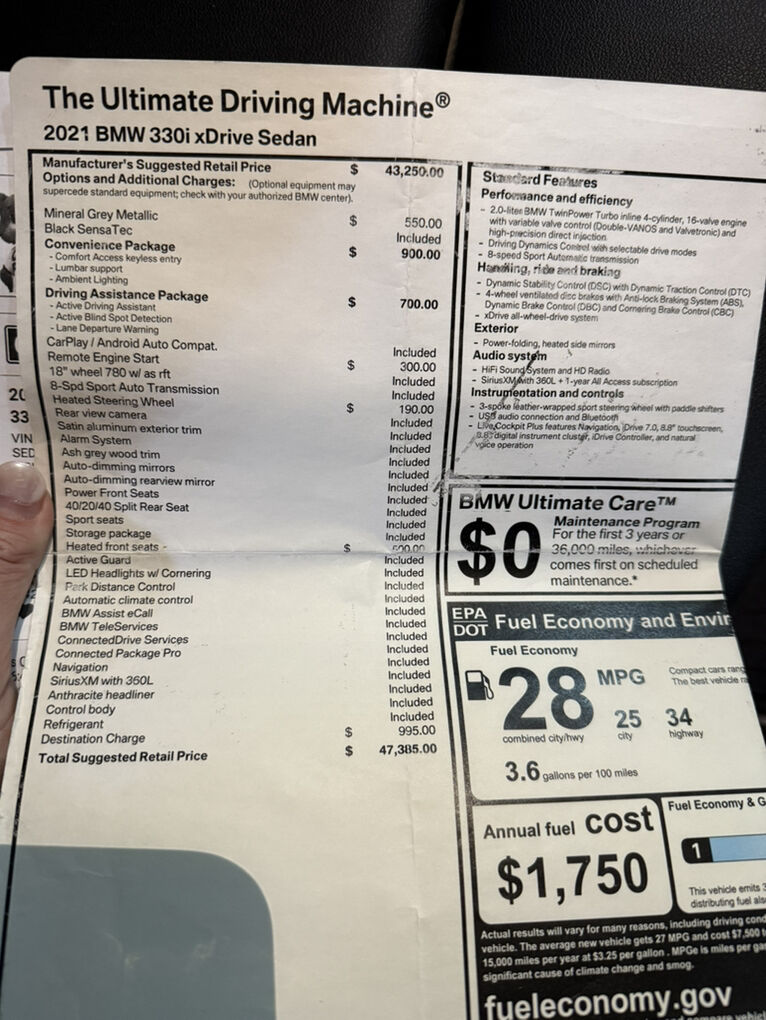 The Ultimate Driving Machine®
2021 BMW 330i xDrive Sedan
Manufacturer's Suggested Retail Price $ 43,250.00
Options and Additional Charges: (Optional equipment may
supercede standard equipment; check with your authorized BMW center).
Mineral Grey Metallic $ 550.00
Black SensaTec Included
Convenience Package $ 900.00
- Comfort Access keyless entry
- Lumbar support
- Ambient Lighting
Driving Assistance Package $ 700.00
- Active Driving Assistant
- Active Blind Spot Detection
- Lane Departure Warning
CarPlay / Android Auto Compat. Included
Remote Engine Start $ 300.00
18" wheel 780 w/ as rft Included
8-Spd Sport Auto Transmission Included
Heated Steering Wheel $ 190.00
Rear view camera Included
Satin aluminum exterior trim Included
Alarm System Included
Ash grey wood trim Included
Auto-dimming mirrors Included
Auto-dimming rearview mirror Included
Power Front Seats Included
40/20/40 Split Rear Seat Included
Sport seats Included
Storage package Included
Heated front seats - $ 500.00
Active Guard Included
LED Headlights w/ Cornering Included
Park Distance Control Included
Automatic climate control Included
BMW Assist eCall Included
BMW TeleServices Included
ConnectedDrive Services Included
Connected Package Pro Included
Navigation Included
SiriusXM with 360L Included
Anthracite headliner Included
Control body Included
Refrigerant Included
Destination Charge $ 995.00
Total Suggested Retail Price $ 47,385.00
Standard Features
Performance and efficiency
- 2.0-liter BMW TwinPower Turbo inline 4-cylinder, 16-valve engine
with variable valve control (Double-VANOS and Valvetronic) and
high-precision direct injection
- Driving Dynamics Control with selectable drive modes
- 8-speed Sport Automatic transmission
Handling, ride and braking
- Dynamic Stability Control (DSC) with Dynamic Traction Control (DTC)
- 4-wheel ventilated disc brakes with Anti-lock Braking System (ABS),
Dynamic Brake Control (DBC) and Cornering Brake Control (CBC)
- xDrive all-wheel-drive system
Exterior
- Power-folding, heated side mirrors
Audio system
- HiFi Sound System and HD Radio
- SiriusXM with 360L + 1-year All Access subscription
Instrumentation and controls
- 3-spoke leather-wrapped sport steering wheel with paddle shifters
- USB audio connection and Bluetooth
- Live Cockpit Plus features Navigation, iDrive 7.0, 8.8" touchscreen,
digital instrument cluster, iDrive Controller, and natural
voice operation
BMW Ultimate Care™
$0
Maintenance Program
For the first 3 years or
36,000 miles, whichever
comes first on scheduled
maintenance.*
EPA
DOT
Fuel Economy and Envir
Fuel Economy
28 MPG
combined city/hwy
25
city
34
highway
Compact cars rang
The best vehicle ra
3.6 gallons per 100 miles
Annual fuel cost
$1,750
Fuel Economy & G
1
This vehicle emits 3
distributing fuel als
Actual results will vary for many reasons, including driving cond
vehicle. The average new vehicle gets 27 MPG and cost $7,500 t
15,000 miles per year at $3.25 per gallon . MPGe is miles per gas
significant cause of climate change and smog.
fueleconomy.gov
20
33
VIN
SED